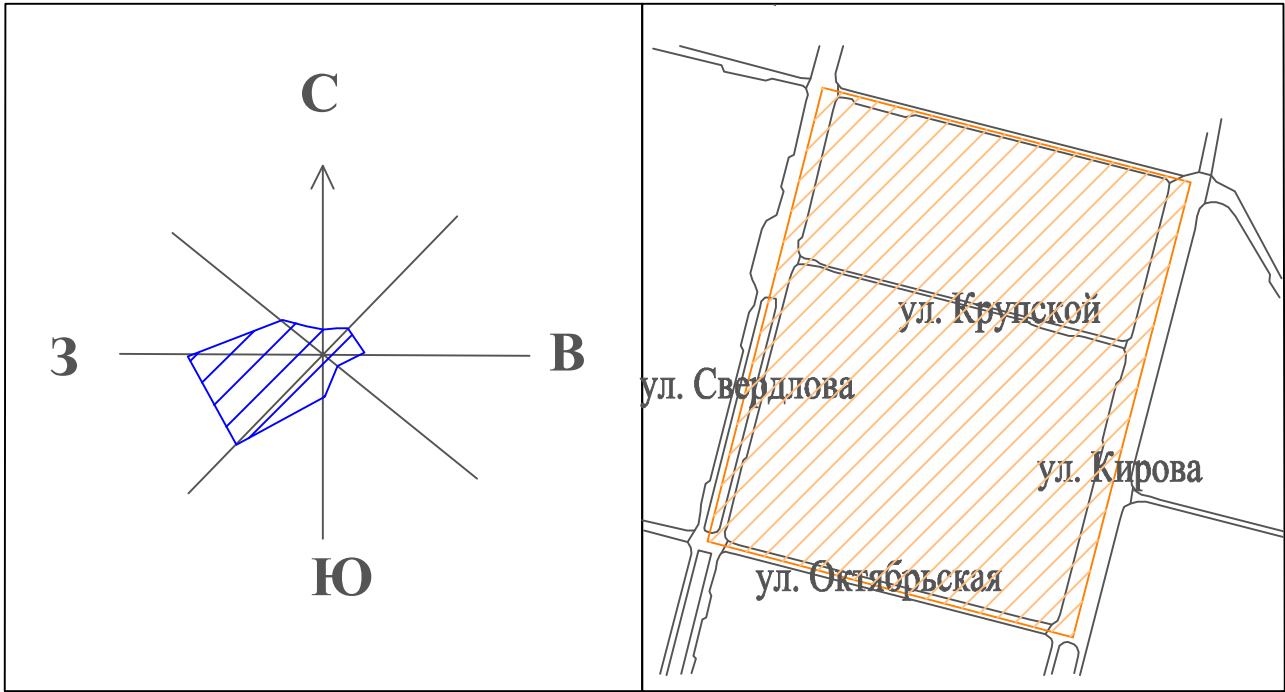 С
З
В
Ю
ул. Крупской
ул. Свердлова
ул. Кирова
ул. Октябрьская